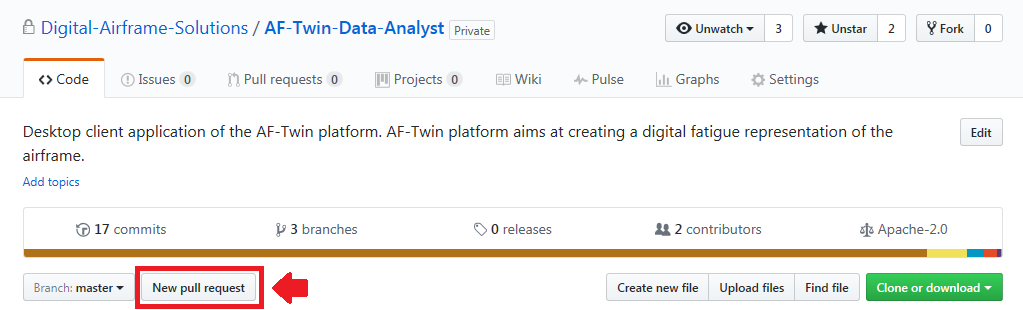 Digital-Airframe-Solutions / AF-Twin-Data-Analyst Private Unwatch 3 Unstar 2 Fork 0
Code Issues 0 Pull requests 0 Projects 0 Wiki Pulse Graphs Settings
Desktop client application of the AF-Twin platform. AF-Twin platform aims at creating a digital fatigue representation of the Edit
airframe.
Add topics
17 commits 3 branches 0 releases 2 contributors Apache-2.0
Branch: master New pull request Create new file Upload files Find file Clone or download